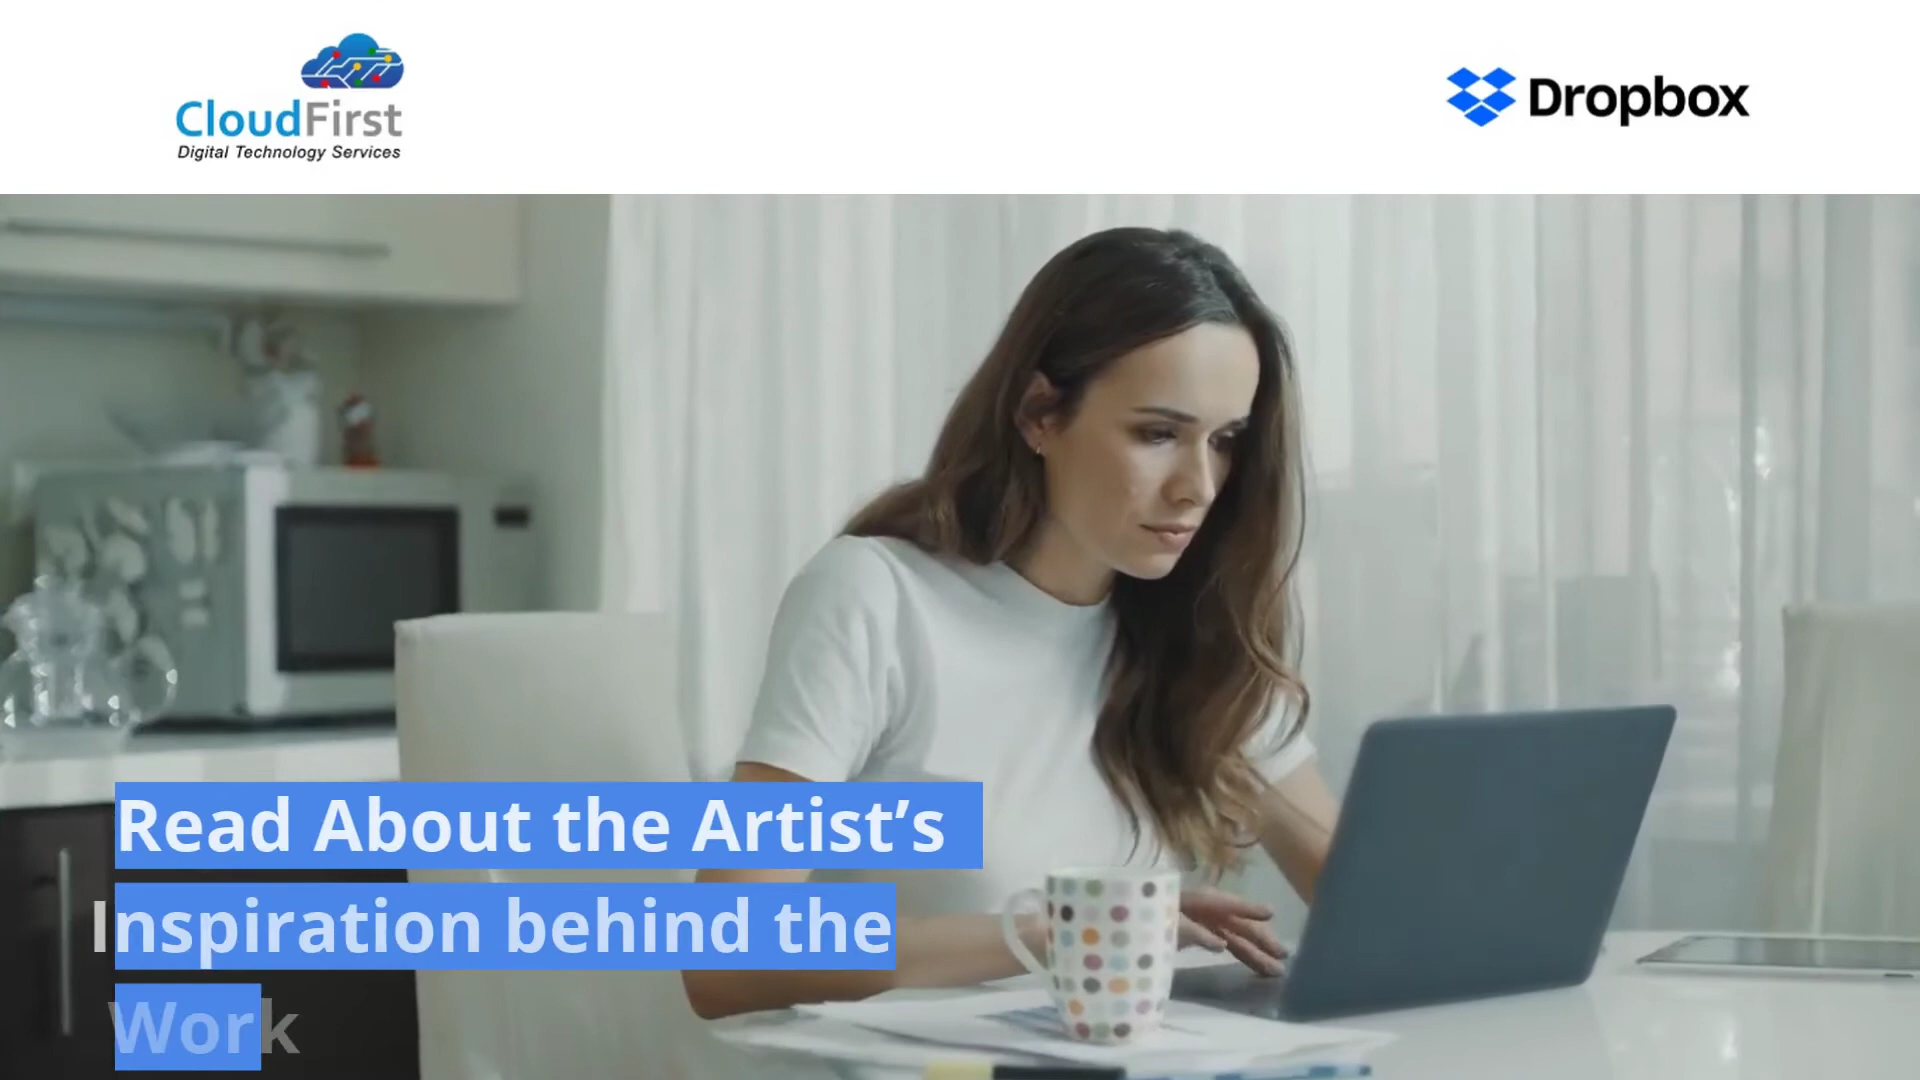 CloudFirst
Digital Technology Services
Dropbox
Read About the Artist’s
Inspiration behind the
Work